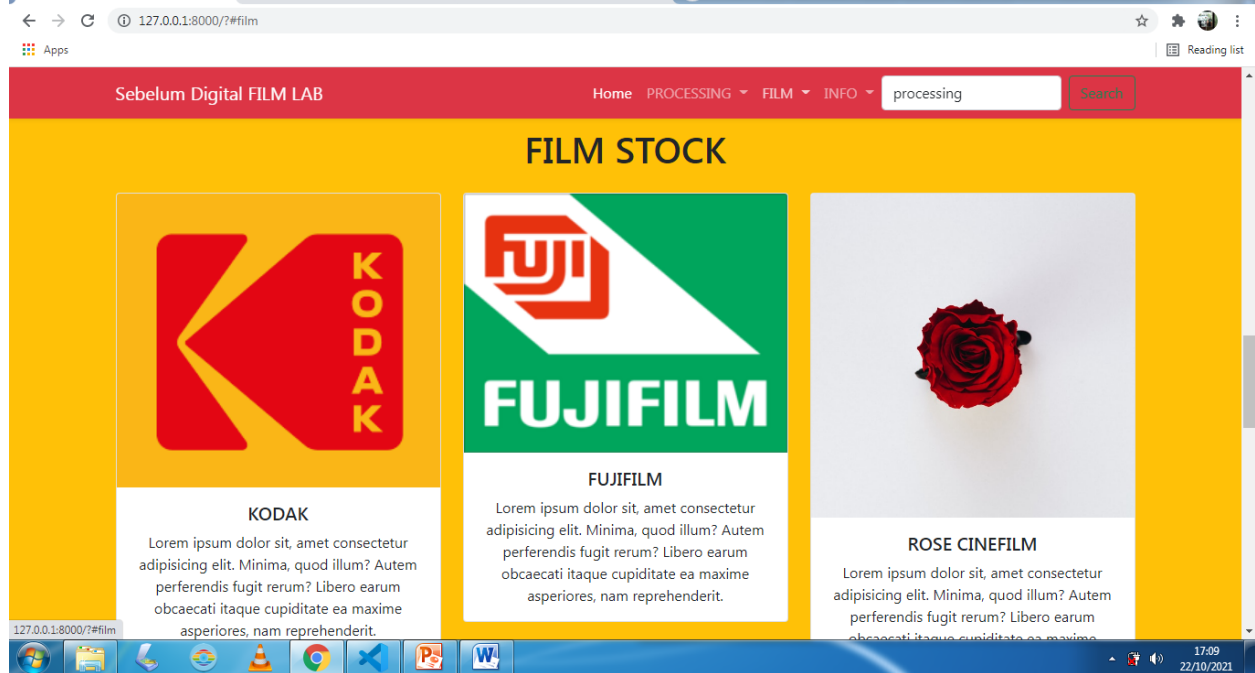 127.0.0.1:8000/?#film
Apps
Reading list
Sebelum Digital FILM LAB
Home PROCESSING FILM INFO processing Search
FILM STOCK
KODAK
FUJI
FUJIFILM
KODAK
Lorem ipsum dolor sit, amet consectetur
adipisicing elit. Minima, quod illum? Autem
perferendis fugit rerum? Libero earum
obcaecati itaque cupiditate ea maxime
asperiores, nam reprehenderit.
FUJIFILM
Lorem ipsum dolor sit, amet consectetur
adipisicing elit. Minima, quod illum? Autem
perferendis fugit rerum? Libero earum
obcaecati itaque cupiditate ea maxime
asperiores, nam reprehenderit.
ROSE CINEFILM
Lorem ipsum dolor sit, amet consectetur
adipisicing elit. Minima, quod illum? Autem
perferendis fugit rerum? Libero earum
obcaecati itaque cupiditate ea maxime
127.0.0.1:8000/?#film
17:09
22/10/2021